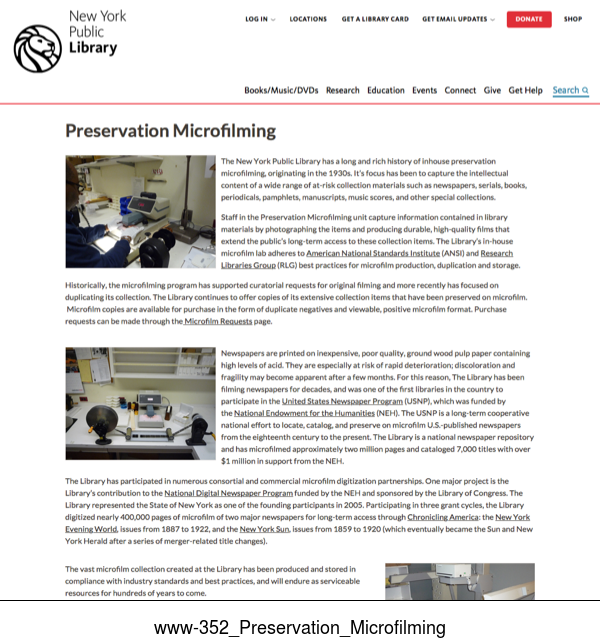 New York
Public
Library
LOG IN
LOCATIONS
GET A LIBRARY CARD
GET EMAIL UPDATES
DONATE
SHOP
Books/Music/DVDs Research Education Events Connect Give Get Help Search
Preservation Microfilming
The New York Public Library has a long and rich history of inhouse preservation
microfilming, originating in the 1930s. It's focus has been to capture the intellectual
content of a wide range of at-risk collection materials such as newspapers, serials, books,
periodicals, pamphlets, manuscripts, music scores, and other special collections.
Staff in the Preservation Microfilming unit capture information contained in library
materials by photographing the items and producing durable, high-quality films that
extend the public's long-term access to these collection items. The Library's in-house
microfilm lab adheres to American National Standards Institute (ANSI) and Research
Libraries Group (RLG) best practices for microfilm production, duplication and storage.
Historically, the microfilming program has supported curatorial requests for original filming and more recently has focused on
duplicating its collection. The Library continues to offer copies of its extensive collection items that have been preserved on microfilm.
Microfilm copies are available for purchase in the form of duplicate negatives and viewable, positive microfilm format. Purchase
requests can be made through the Microfilm Requests page.
Newspapers are printed on inexpensive, poor quality, ground wood pulp paper containing
high levels of acid. They are especially at risk of rapid deterioration; discoloration and
fragility may become apparent after a few months. For this reason, The Library has been
filming newspapers for decades, and was one of the first libraries in the country to
participate in the United States Newspaper Program (USNP), which was funded by
the National Endowment for the Humanities (NEH). The USNP is a long-term cooperative
national effort to locate, catalog, and preserve on microfilm U.S.-published newspapers
from the eighteenth century to the present. The Library is a national newspaper repository
and has microfilmed approximately two million pages and cataloged 7,000 titles with over
$1 million in support from the NEH.
The Library has participated in numerous consortial and commercial microfilm digitization partnerships. One major project is the
Library's contribution to the National Digital Newspaper Program funded by the NEH and sponsored by the Library of Congress. The
Library represented the State of New York as one of the founding participants in 2005. Participating in three grant cycles, the Library
digitized nearly 400,000 pages of microfilm of two major newspapers for long-term access through Chronicling America: the New York
Evening World, issues from 1887 to 1922, and the New York Sun, issues from 1859 to 1920 (which eventually became the Sun and New
York Herald after a series of merger-related title changes).
The vast microfilm collection created at the Library has been produced and stored in
compliance with industry standards and best practices, and will endure as serviceable
resources for hundreds of years to come.
www-352_Preservation_Microfilming